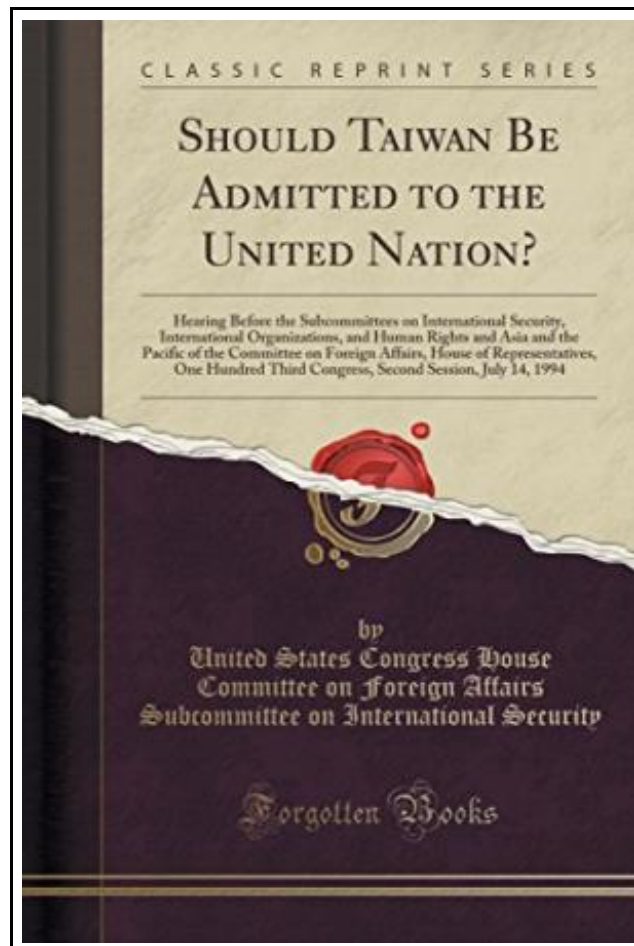 CLASSIC REPRINT SERIES
SHOULD TAIWAN BE
ADMITTED TO THE
UNITED NATION?
Hearing Before the Subcommittees on International Security,
International Organizations, and Human Rights and Asia and the
Pacific of the Committee on Foreign Affairs, House of Representatives,
One Hundred Third Congress, Second Session, July 14, 1994
by
United States Congress House
Committee on Foreign Affairs
Subcommittee on International Security
Forgotten Books